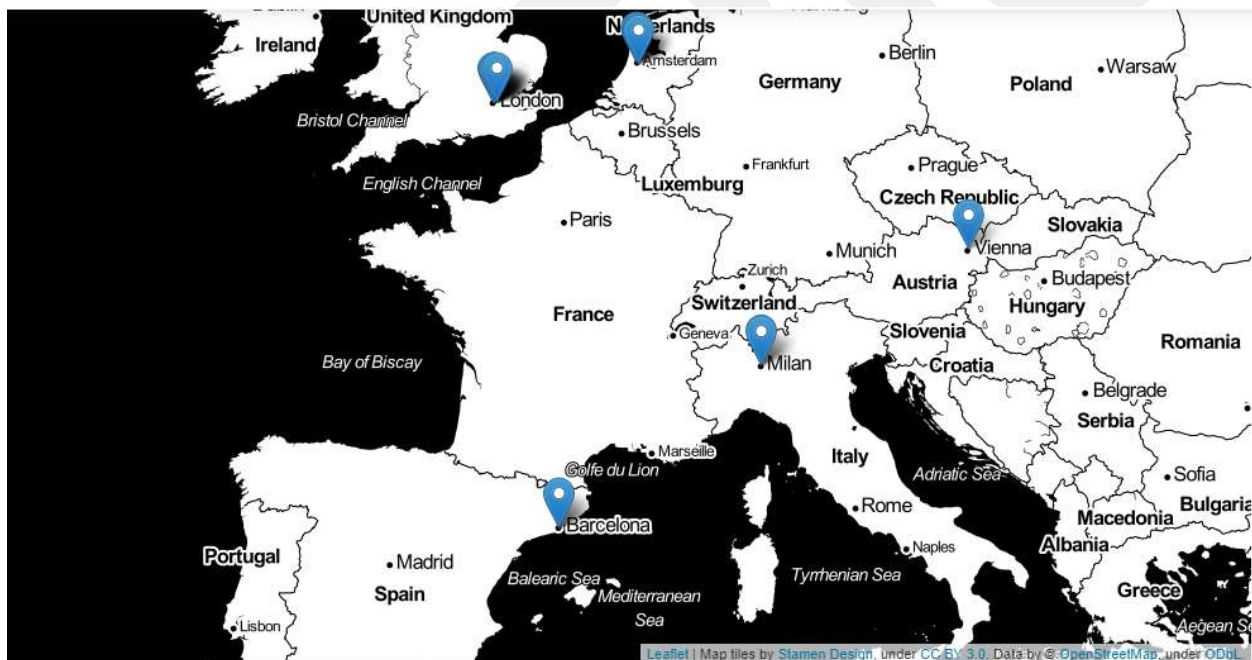 United Kingdom
Ireland
Netherlands
Amsterdam
Berlin
Warsaw
Germany
Poland
London
Bristol Channel
Brussels
English Channel
Luxemburg
Frankfurt
Prague
Czech Republic
Paris
Slovakia
Munich
Vienna
Zurich
Austria
Budapest
Switzerland
Hungary
France
Geneva
Slovenia
Romania
Bay of Biscay
Milan
Croatia
Belgrade
Serbia
Marseille
Italy
Golfe du Lion
Adriatic Sea
Sofia
Rome
Bulgaria
Macedonia
Barcelona
Albania
Naples
Portugal
Madrid
Balearic Sea
Tyrrhenian Sea
Spain
Mediterranean
Sea
Greece
Lisbon
Aegean Se
Leaflet | Map tiles by Stamen Design, under CC BY 3.0. Data by © OpenStreetMap, under ODbL.